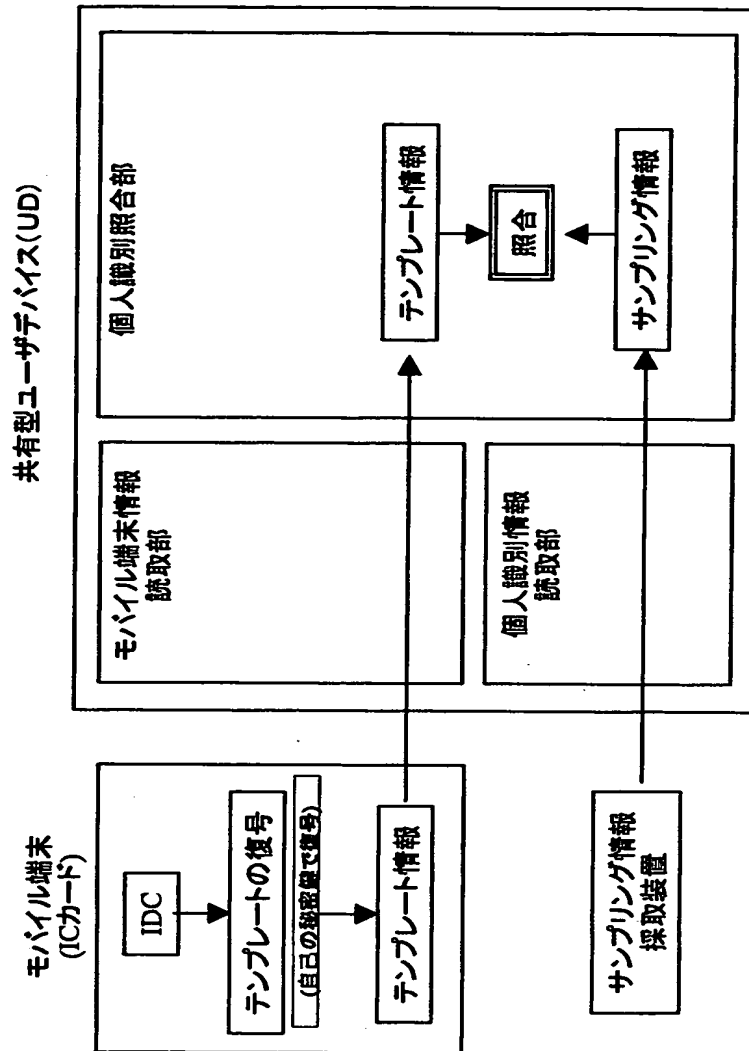 共有型ユーザデバイス(UD)
モバイル端末
(ICカード)
IDC
テンプレートの復号
(自己の秘密鍵で復号)
テンプレート情報
モバイル端末情報
読取部
個人識別照合部
テンプレート情報
照合
サンプリング情報
個人識別情報
読取部
サンプリング情報
採取装置